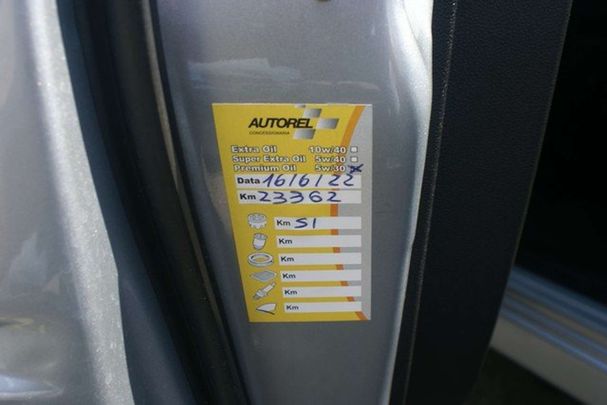 AUTOREL
CONCESSIONARIA
Extra Oil 10w/40
Super Extra Oil 5w/40
Premium Oil 5w/30 x
Data 16/6/22
Km 23362
Km SI
Km
Km
Km
Km
Km